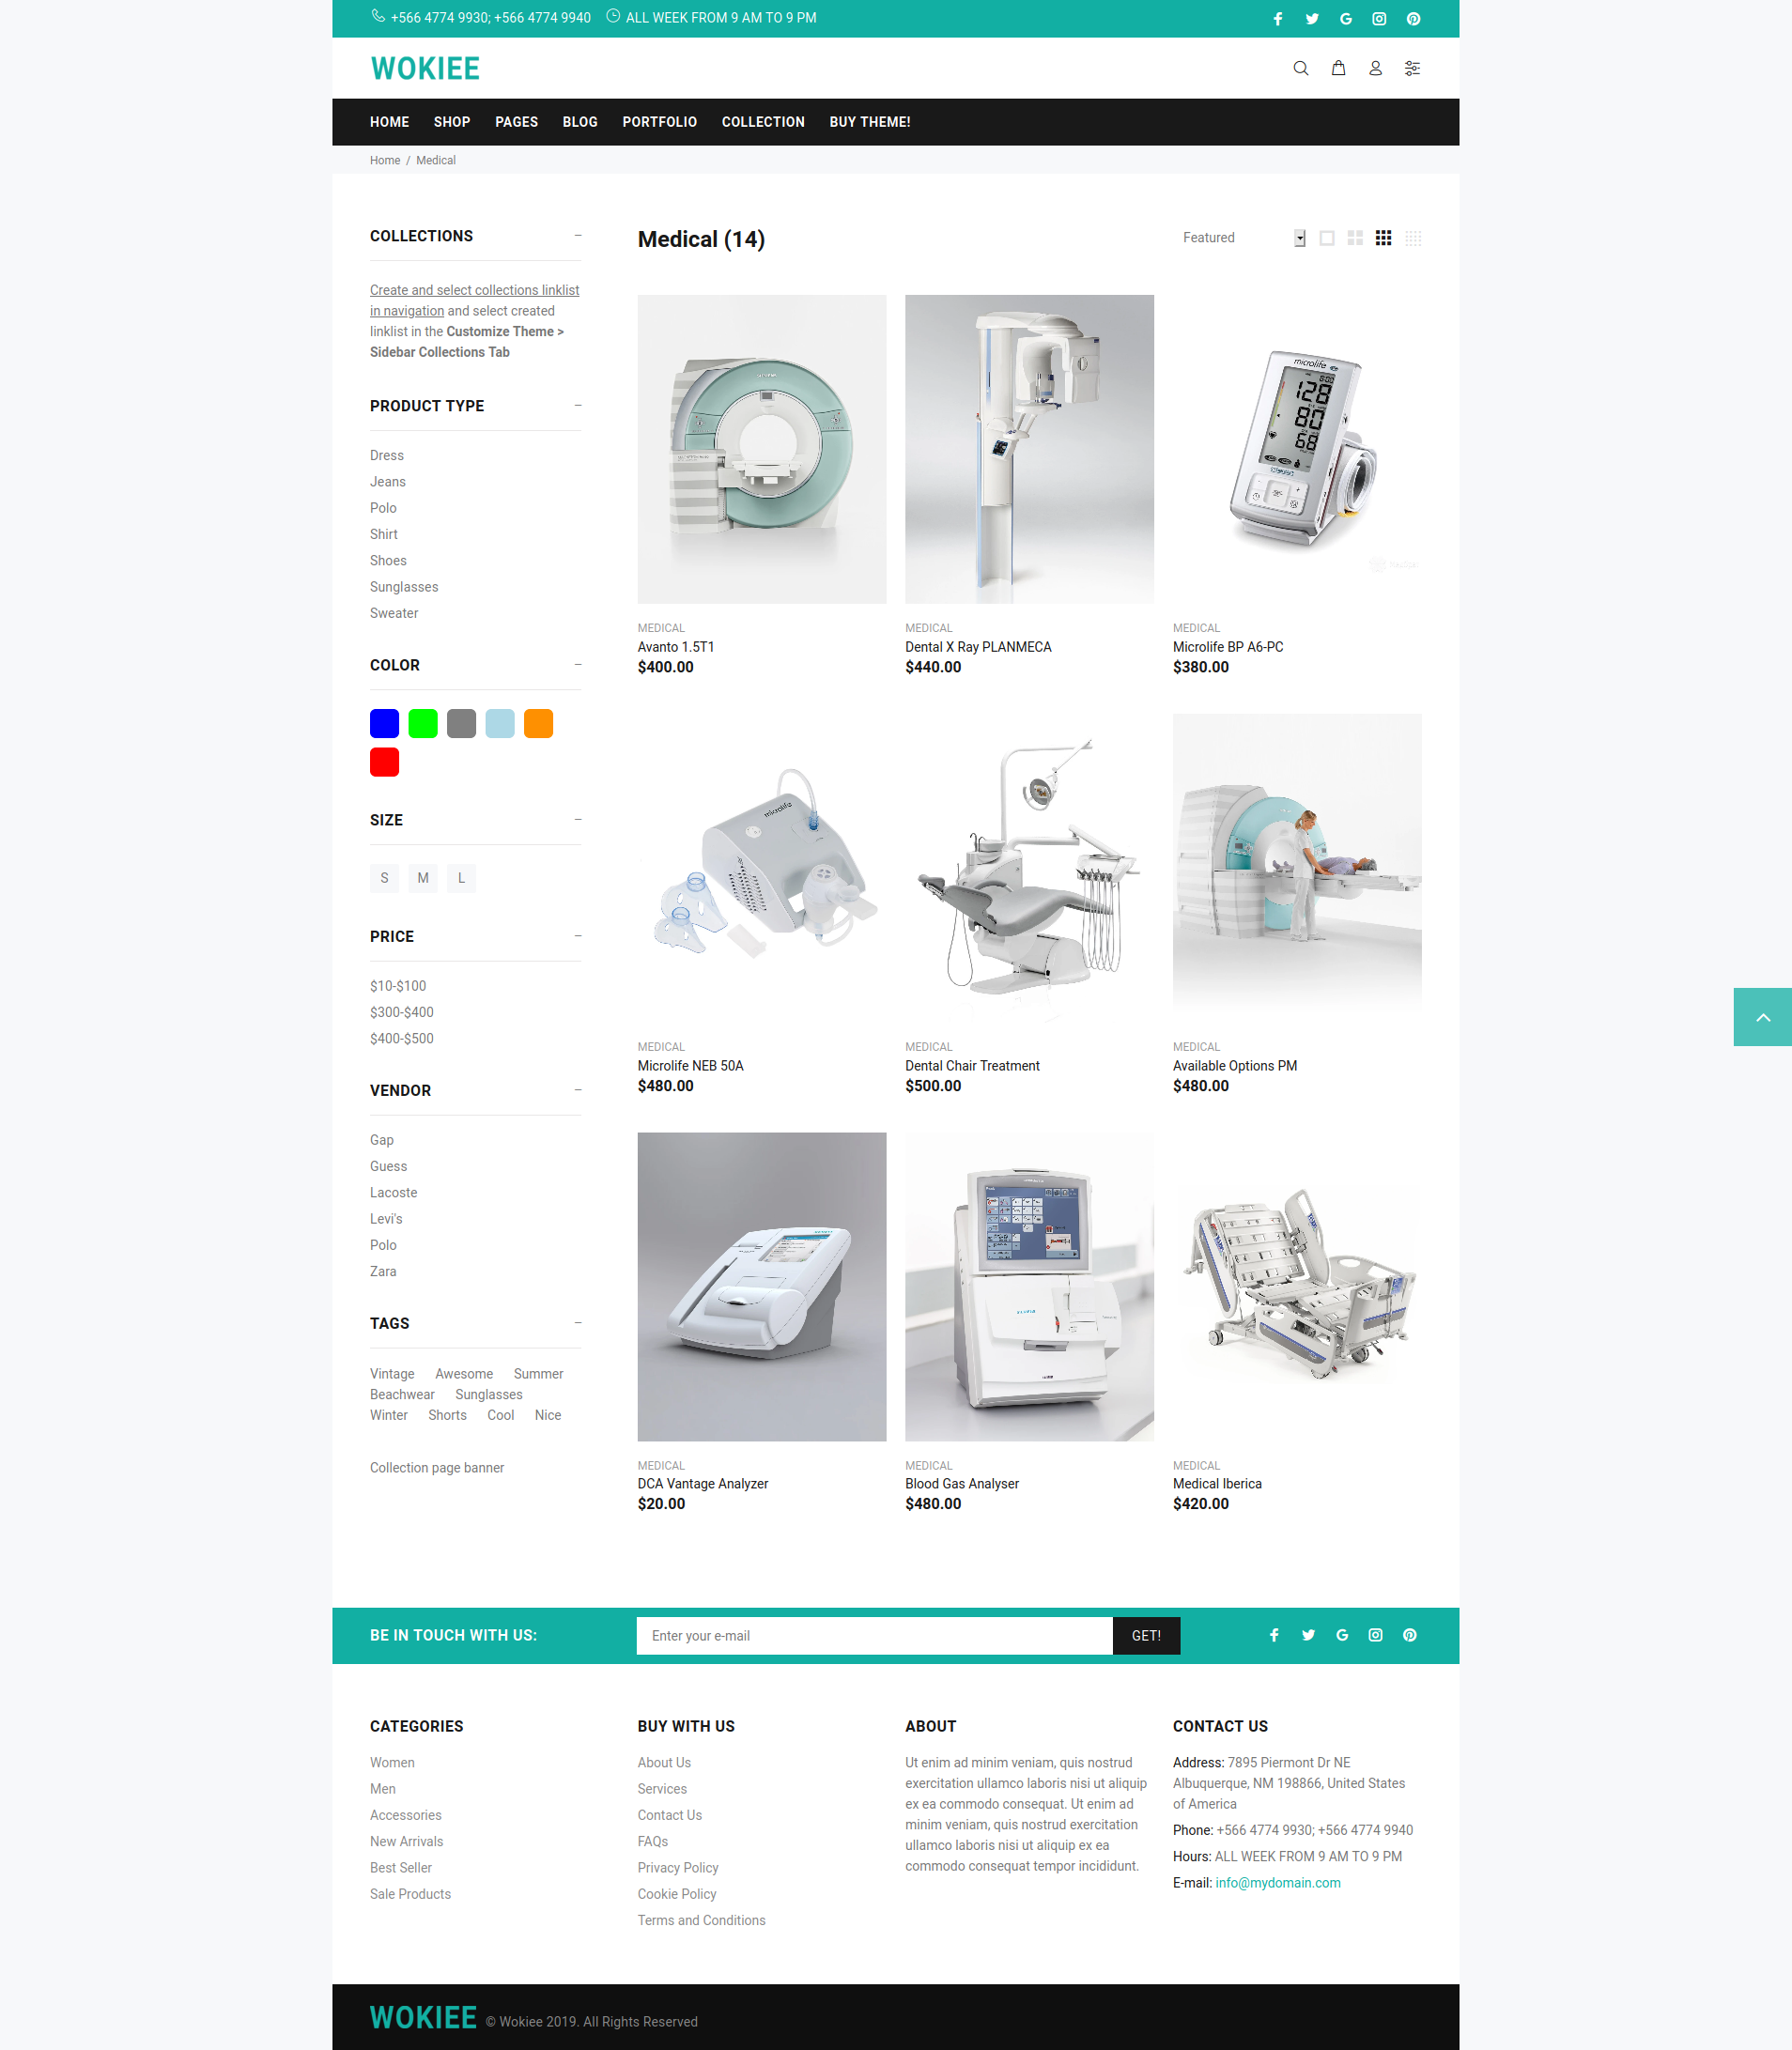 +566 4774 9930; +566 4774 9940 ALL WEEK FROM 9 AM TO 9 PM
WOKIEE
HOME SHOP PAGES BLOG PORTFOLIO COLLECTION BUY THEME!
Home / Medical
COLLECTIONS
Create and select collections linklist
in navigation and select created
linklist in the Customize Theme >
Sidebar Collections Tab
PRODUCT TYPE
Dress
Jeans
Polo
Shirt
Shoes
Sunglasses
Sweater
COLOR
SIZE
S M L
PRICE
$10-$100
$300-$400
$400-$500
VENDOR
Gap
Guess
Lacoste
Levi's
Polo
Zara
TAGS
Vintage Awesome Summer
Beachwear Sunglasses
Winter Shorts Cool Nice
Collection page banner
Medical (14)
Featured
microlife
128
80
68
MEDICAL
Avanto 1.5T1
$400.00
MEDICAL
Dental X Ray PLANMECA
$440.00
MEDICAL
Microlife BP A6-PC
$380.00
microlife
MEDICAL
Microlife NEB 50A
$480.00
MEDICAL
Dental Chair Treatment
$500.00
MEDICAL
Available Options PM
$480.00
MEDICAL
DCA Vantage Analyzer
$20.00
MEDICAL
Blood Gas Analyser
$480.00
MEDICAL
Medical Iberica
$420.00
BE IN TOUCH WITH US:
Enter your e-mail
GET!
CATEGORIES
Women
Men
Accessories
New Arrivals
Best Seller
Sale Products
BUY WITH US
About Us
Services
Contact Us
FAQs
Privacy Policy
Cookie Policy
Terms and Conditions
ABOUT
Ut enim ad minim veniam, quis nostrud
exercitation ullamco laboris nisi ut aliquip
ex ea commodo consequat. Ut enim ad
minim veniam, quis nostrud exercitation
ullamco laboris nisi ut aliquip ex ea
commodo consequat tempor incididunt.
CONTACT US
Address: 7895 Piermont Dr NE
Albuquerque, NM 198866, United States
of America
Phone: +566 4774 9930; +566 4774 9940
Hours: ALL WEEK FROM 9 AM TO 9 PM
E-mail: info@mydomain.com
WOKIEE © Wokiee 2019. All Rights Reserved